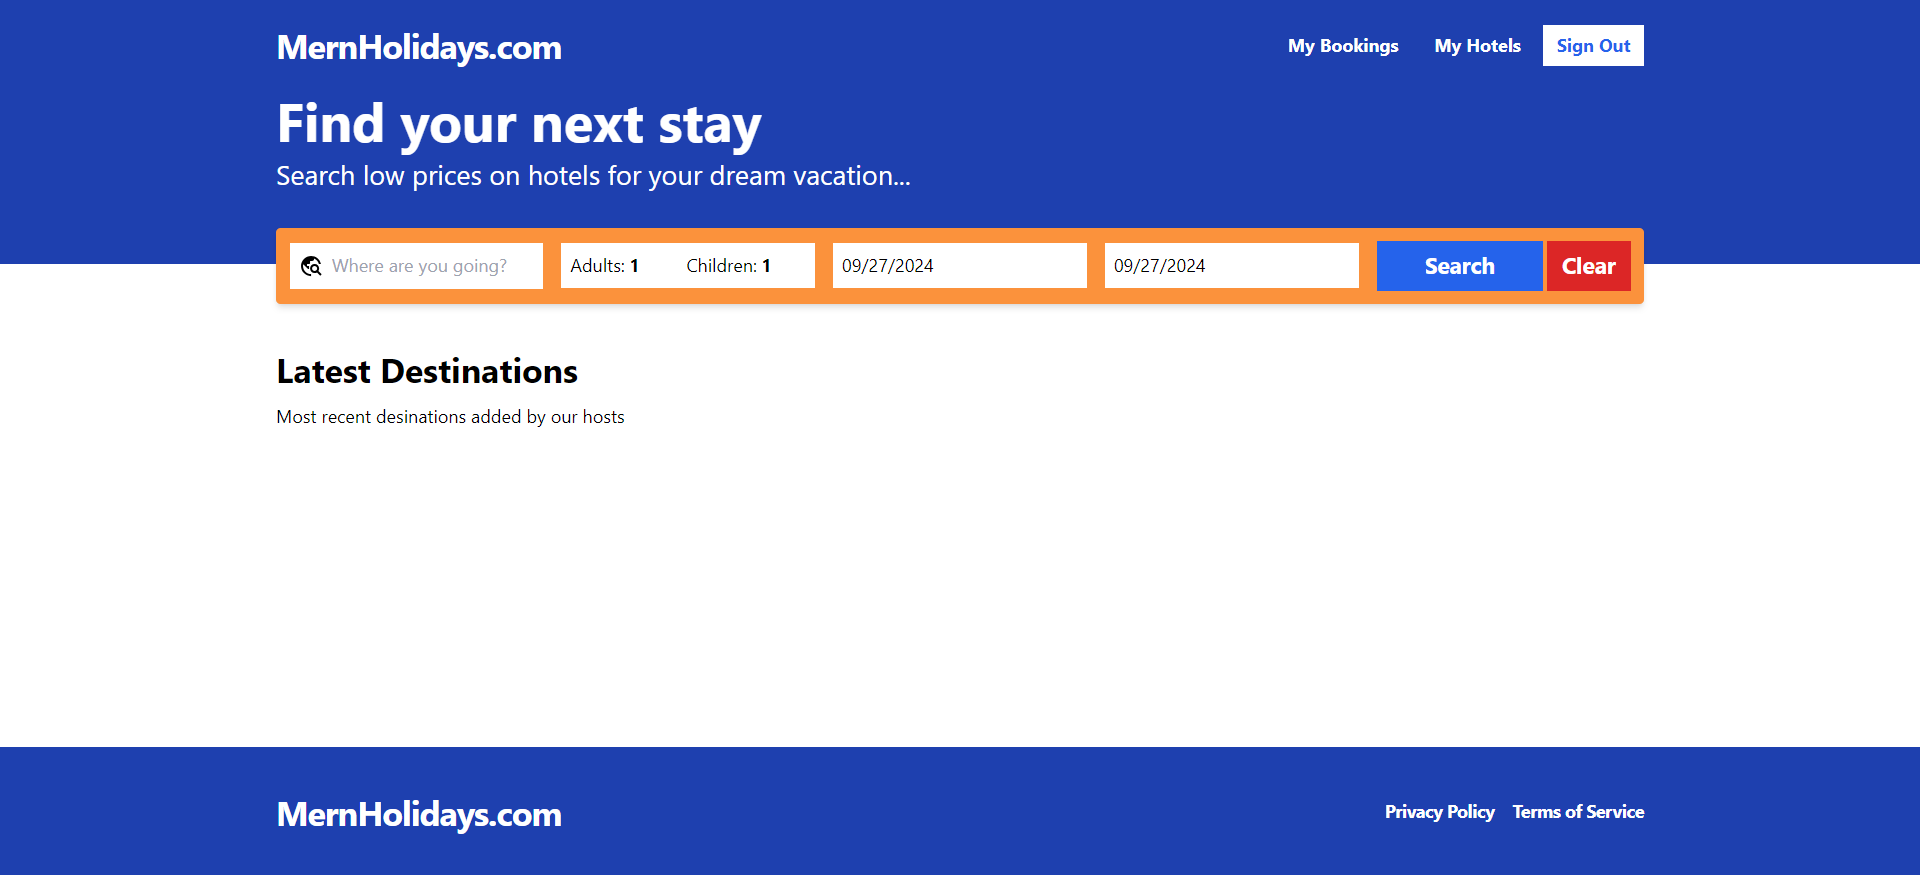 MernHolidays.com
My Bookings My Hotels Sign Out
Find your next stay
Search low prices on hotels for your dream vacation...
Where are you going? Adults: 1 Children: 1 09/27/2024 09/27/2024 Search Clear
Latest Destinations
Most recent desinations added by our hosts
MernHolidays.com
Privacy Policy Terms of Service